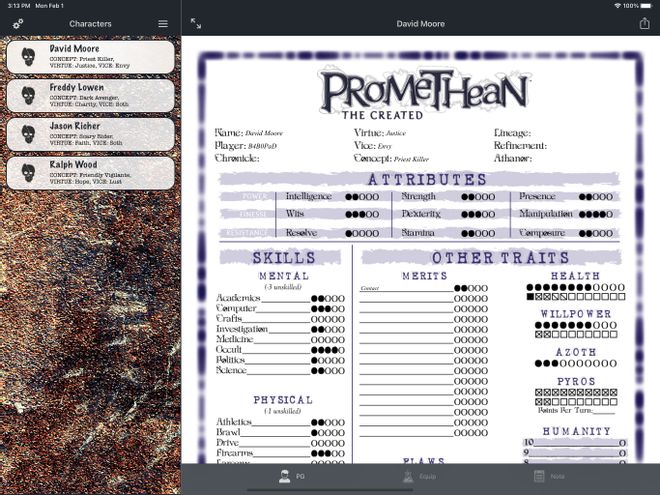 3:13 PM Mon Feb 1
100%
Characters
David Moore
David Moore
CONCEPT: Priest Killer,
VIRTUE: Justice, VICE: Envy
Freddy Lowen
CONCEPT: Dark Avenger,
VIRTUE: Charity, VICE: Soth
Jason Richer
CONCEPT: Scary Rider,
VIRTUE: Faith, VICE: Soth
Ralph Wood
CONCEPT: Friendly Vigilante,
VIRTUE: Hope, VICE: Lust
PROMETHEAN
THE CREATED
Name: David Moore Virtue: Justice Lineage:
Player: B4B0PaD Vice: Envy Refinement:
Chronicle: Concept: Priest Killer Athanor:
ATTRIBUTES
POWER Intelligence Strength Presence
FINESSE Wits Dexterity Manipulation
RESISTANCE Resolve Stamina Composure
SKILLS
MENTAL
(-3 unskilled)
Academics
Computer
Crafts
Investigation
Medicine
Occult
Politics
Science
PHYSICAL
(-1 unskilled)
Athletics
Brawl
Drive
Firearms
OTHER TRAITS
MERITS
Contact
FLAWS
HEALTH
WILLPOWER
AZOTH
PYROS
Points Per Turn:
HUMANITY
10
9
PG
Equip
Note